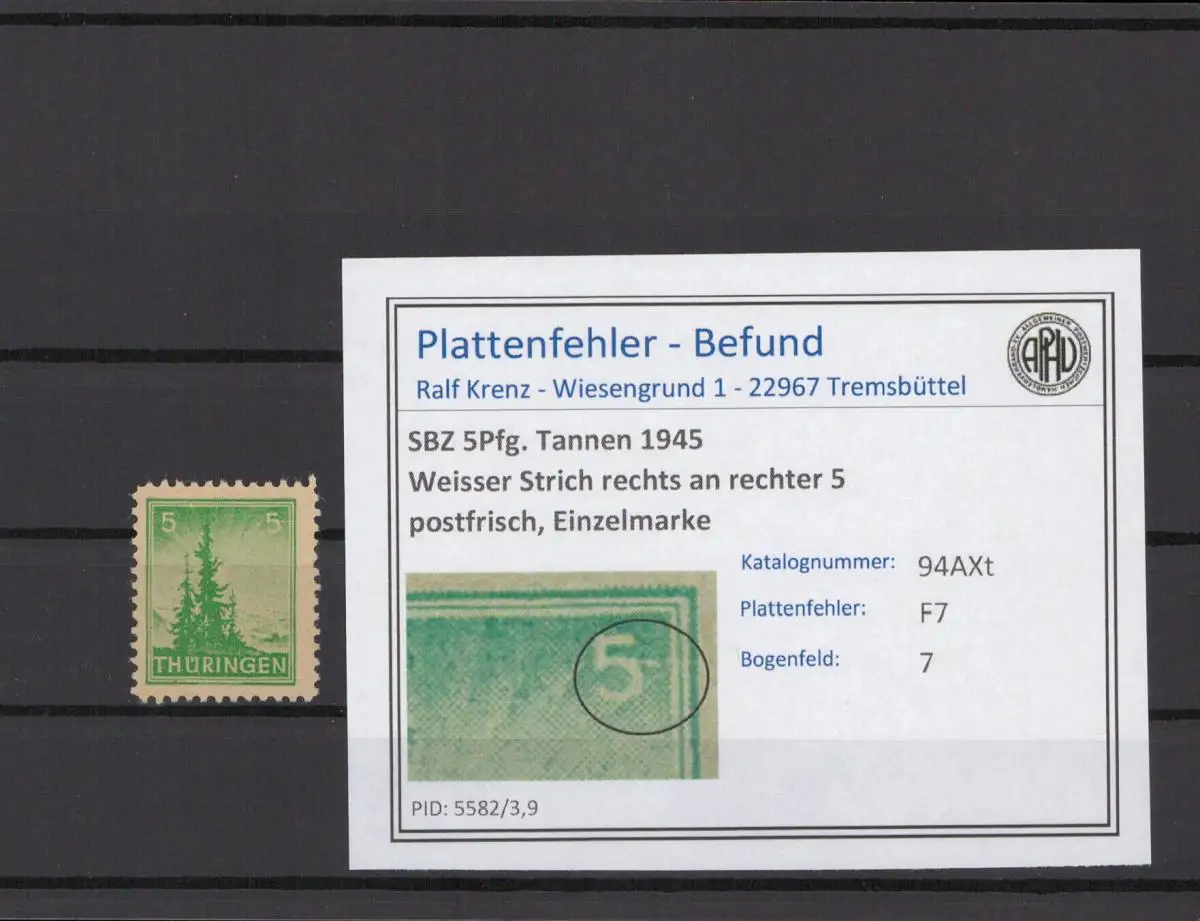 5 5
THÜRINGEN
Plattenfehler - Befund
Ralf Krenz - Wiesengrund 1 - 22967 Tremsbüttel
APHV
SBZ 5Pfg. Tannen 1945
Weisser Strich rechts an rechter 5
postfrisch, Einzelmarke
Katalognummer: 94AXt
Plattenfehler: F7
Bogenfeld: 7
5
PID: 5582/3,9